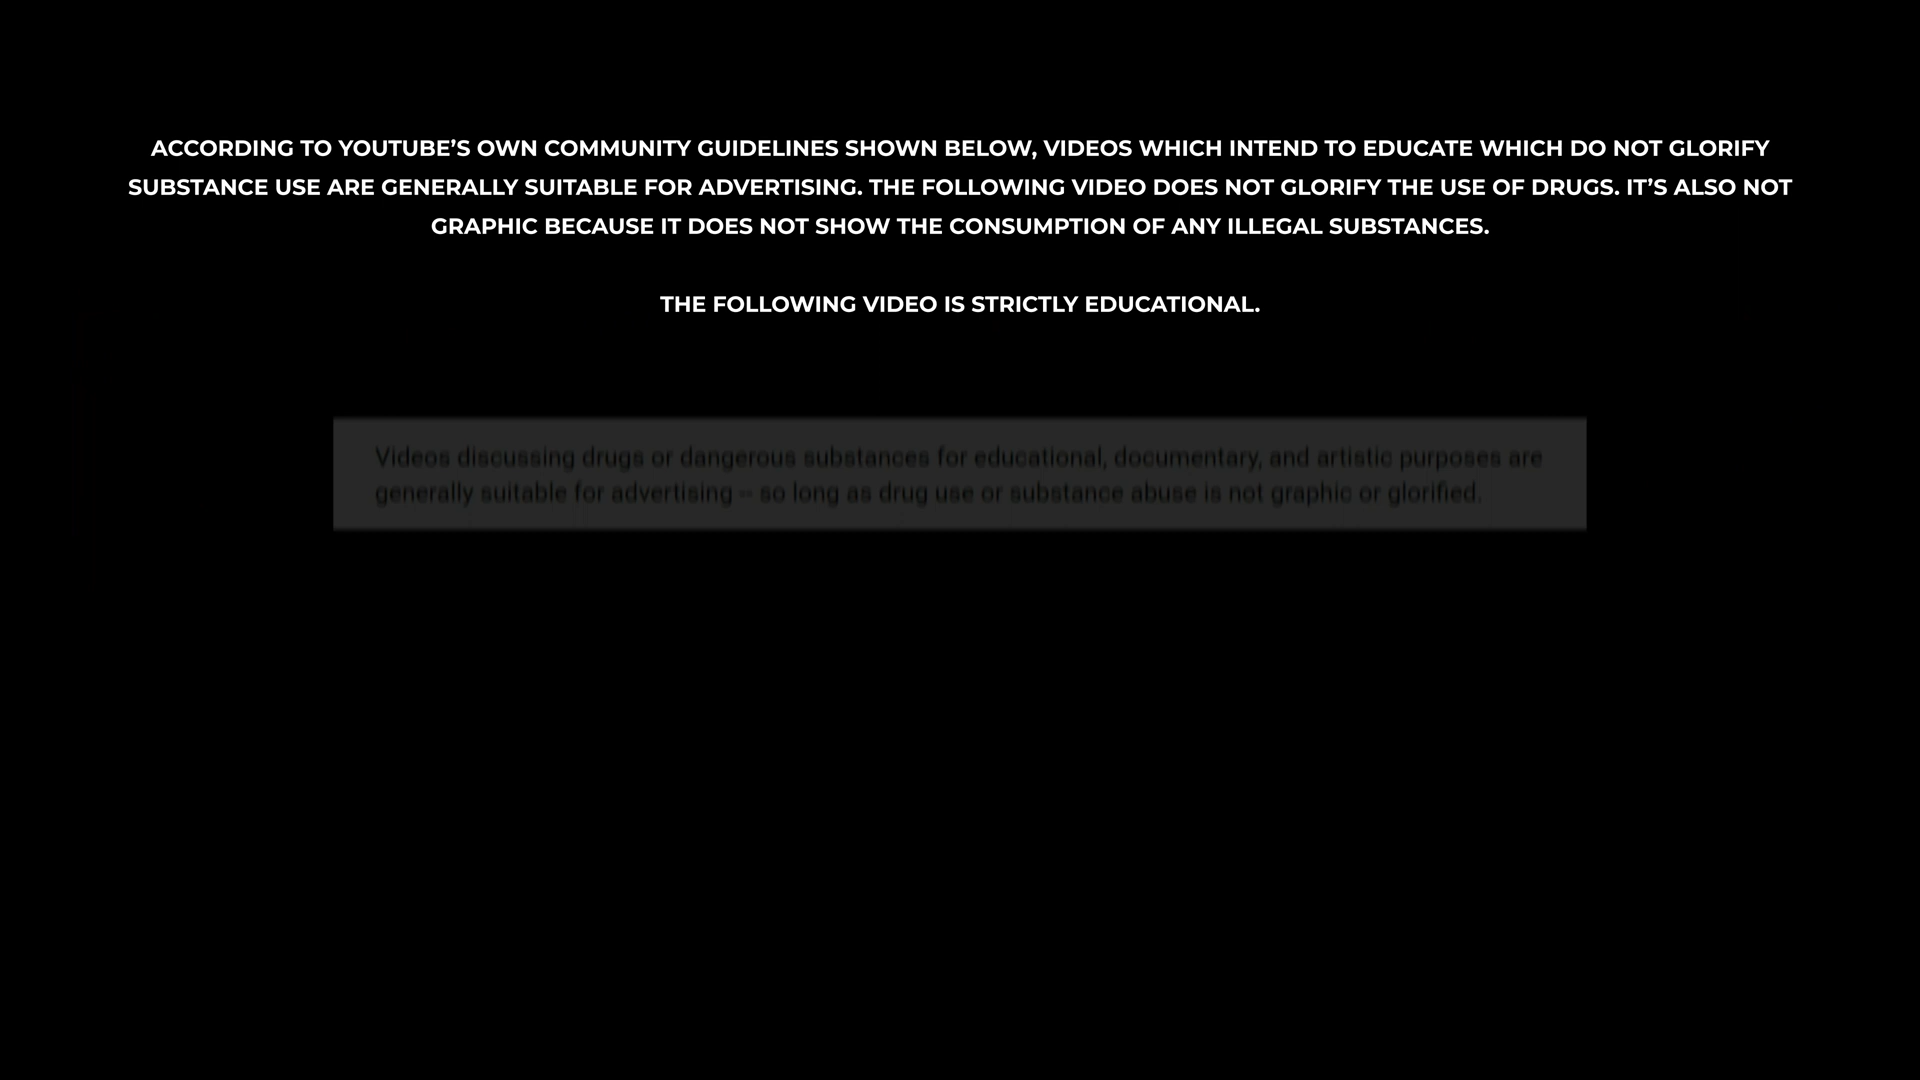 ACCORDING TO YOUTUBE’S OWN COMMUNITY GUIDELINES SHOWN BELOW, VIDEOS WHICH INTEND TO EDUCATE WHICH DO NOT GLORIFY
SUBSTANCE USE ARE GENERALLY SUITABLE FOR ADVERTISING. THE FOLLOWING VIDEO DOES NOT GLORIFY THE USE OF DRUGS. IT’S ALSO NOT
GRAPHIC BECAUSE IT DOES NOT SHOW THE CONSUMPTION OF ANY ILLEGAL SUBSTANCES.
THE FOLLOWING VIDEO IS STRICTLY EDUCATIONAL.
Videos discussing drugs or dangerous substances for educational, documentary, and artistic purposes are
generally suitable for advertising – so long as drug use or substance abuse is not graphic or glorified.